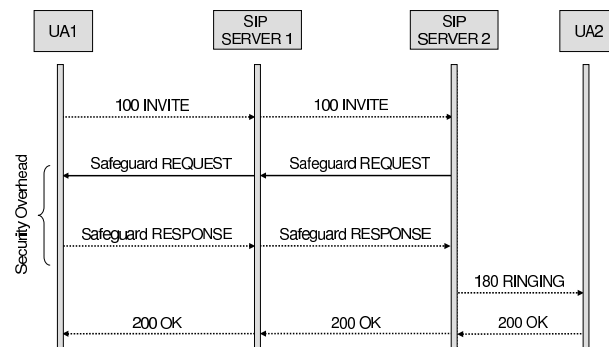 UA1
SIP
SERVER 1
SIP
SERVER 2
UA2
100 INVITE
100 INVITE
Safeguard REQUEST
Safeguard REQUEST
Security Overhead
Safeguard RESPONSE
Safeguard RESPONSE
180 RINGING
200 OK
200 OK
200 OK